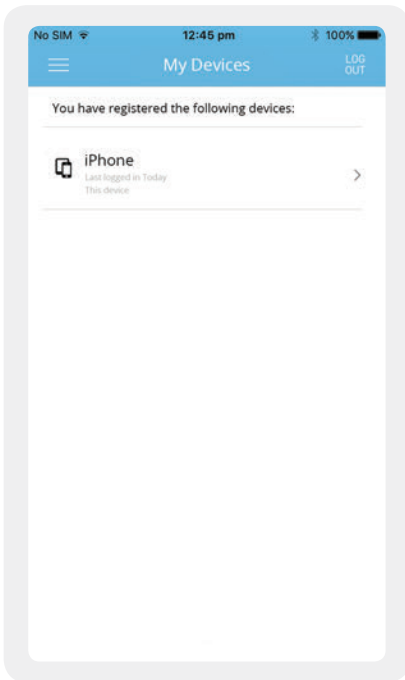 No SIM 12:45 pm 100%
My Devices
LOG
OUT
You have registered the following devices:
iPhone
Last logged in Today
This device